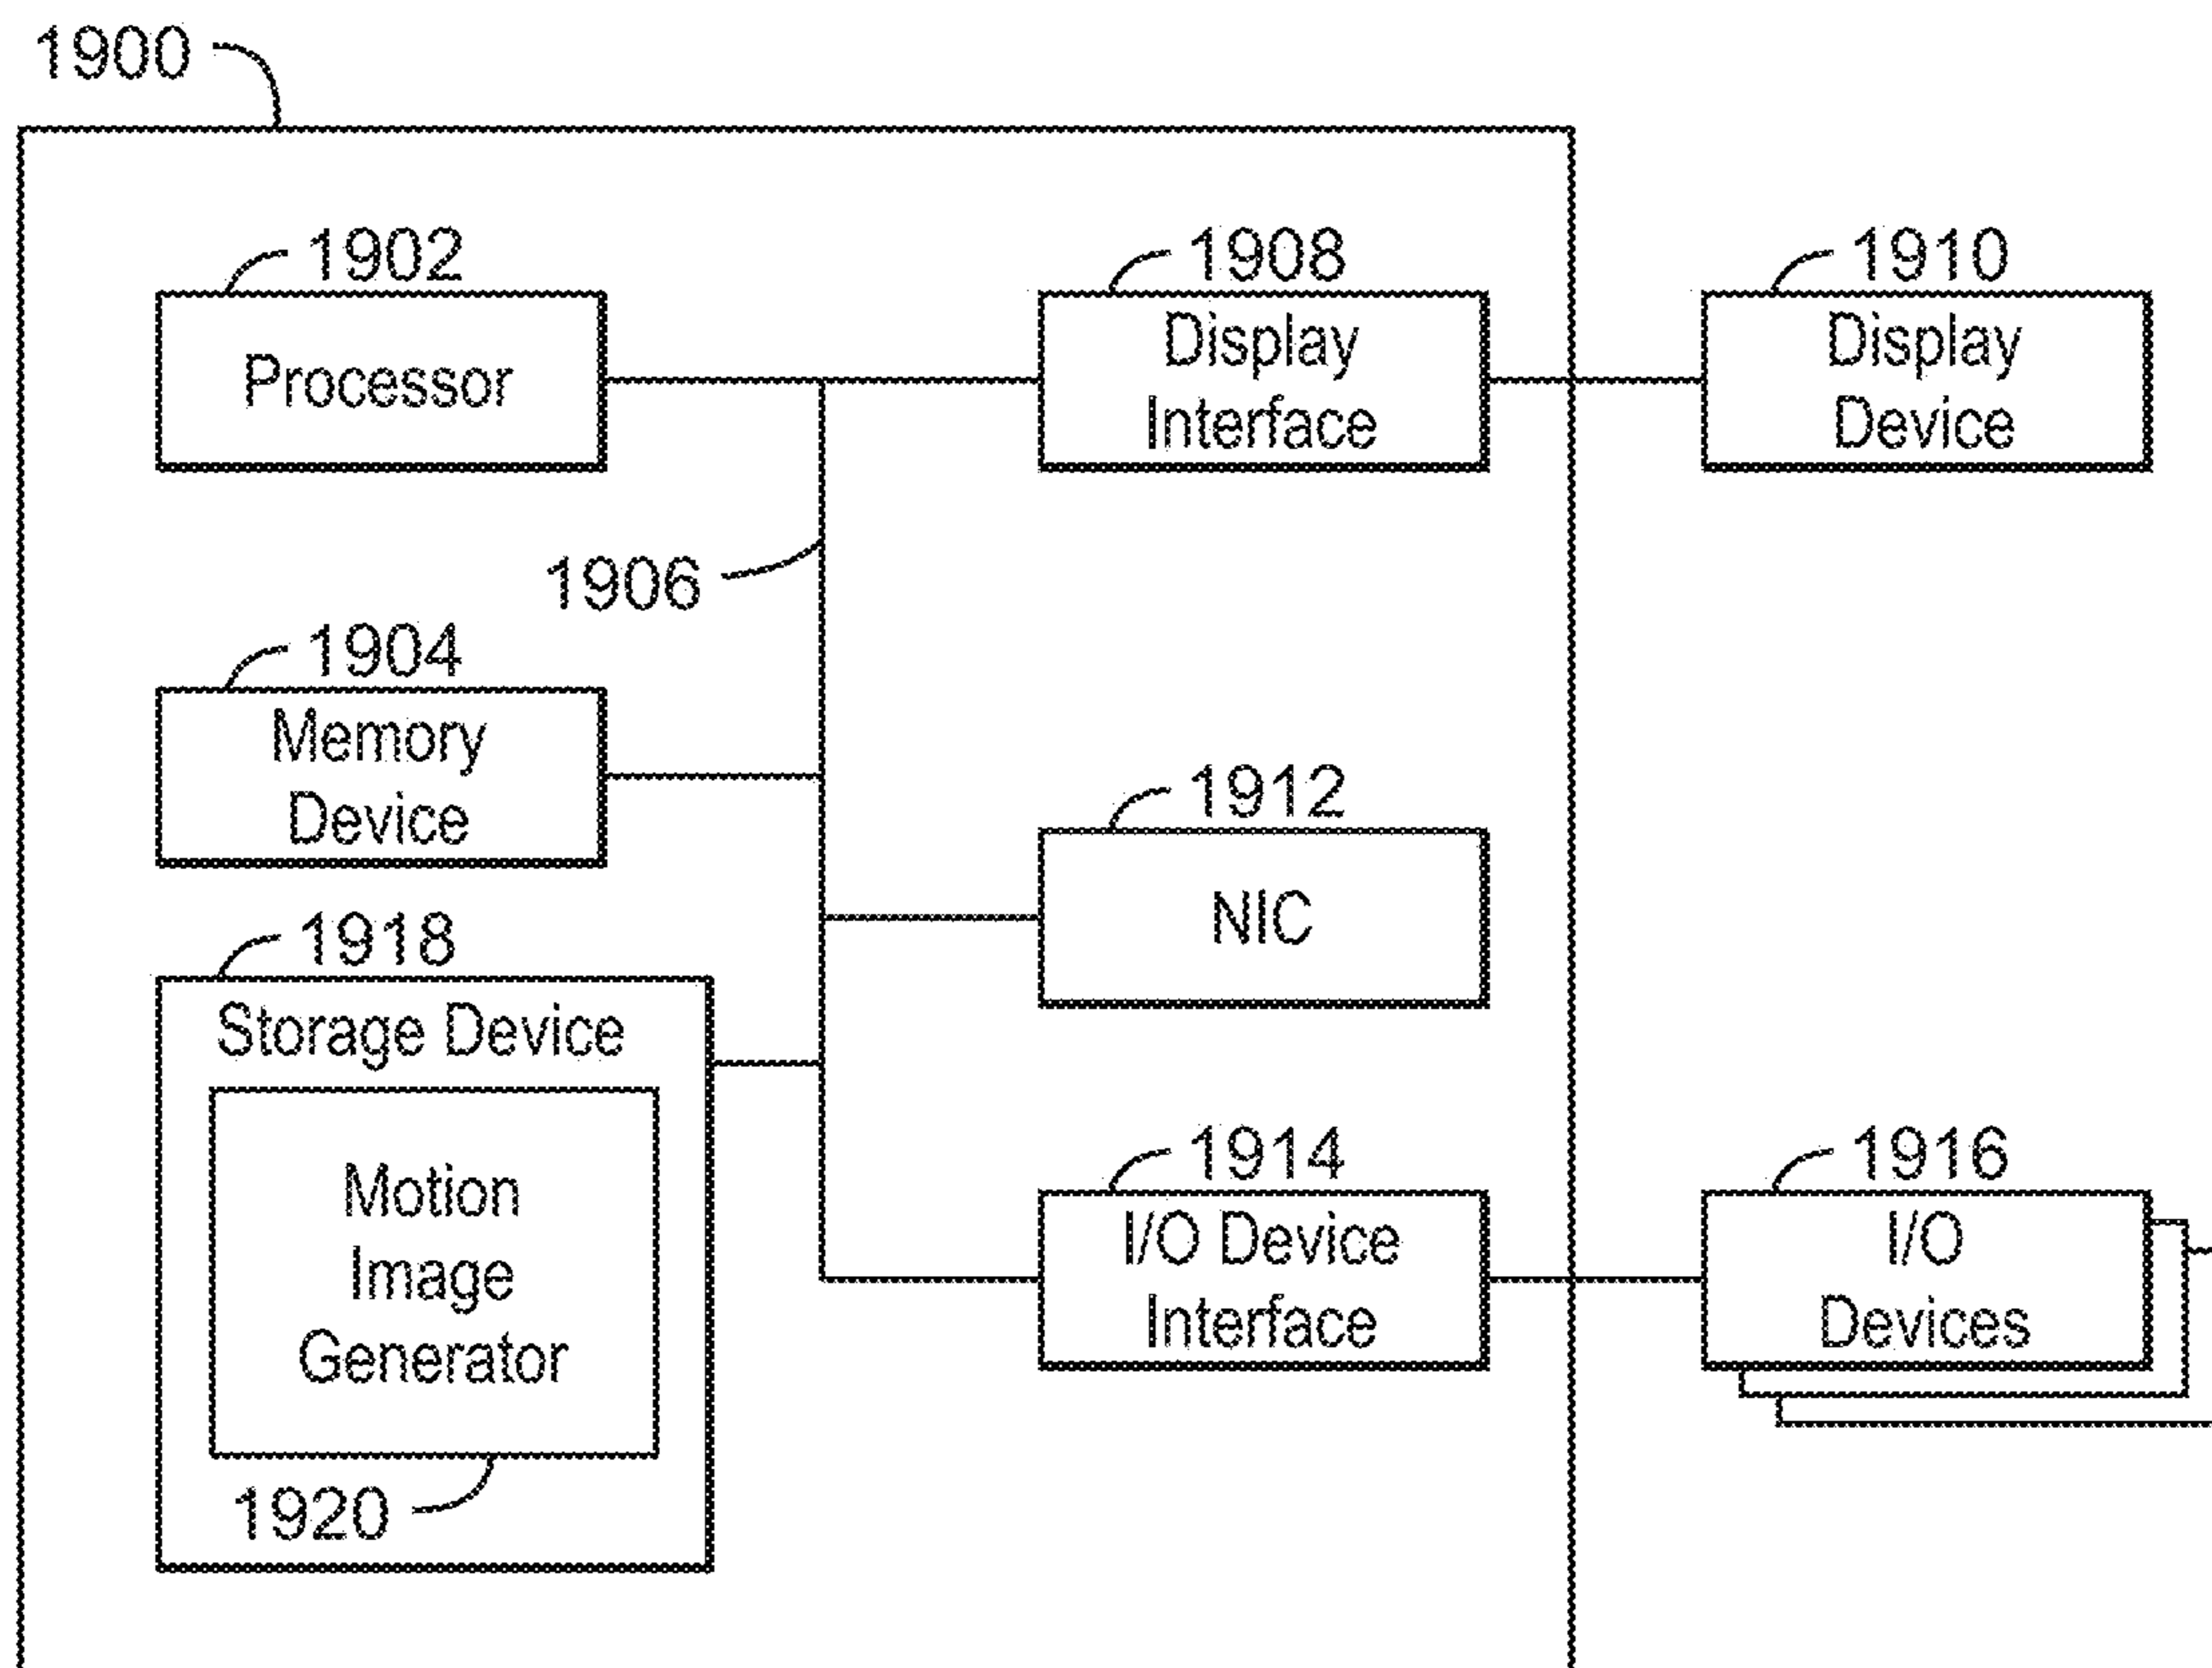 1900
1902
Processor
1908
Display
Interface
1910
Display
Device
1906
1904
Memory
Device
1912
NIC
1918
Storage Device
Motion
Image
Generator
1920
1914
I/O Device
Interface
1916
I/O
Devices